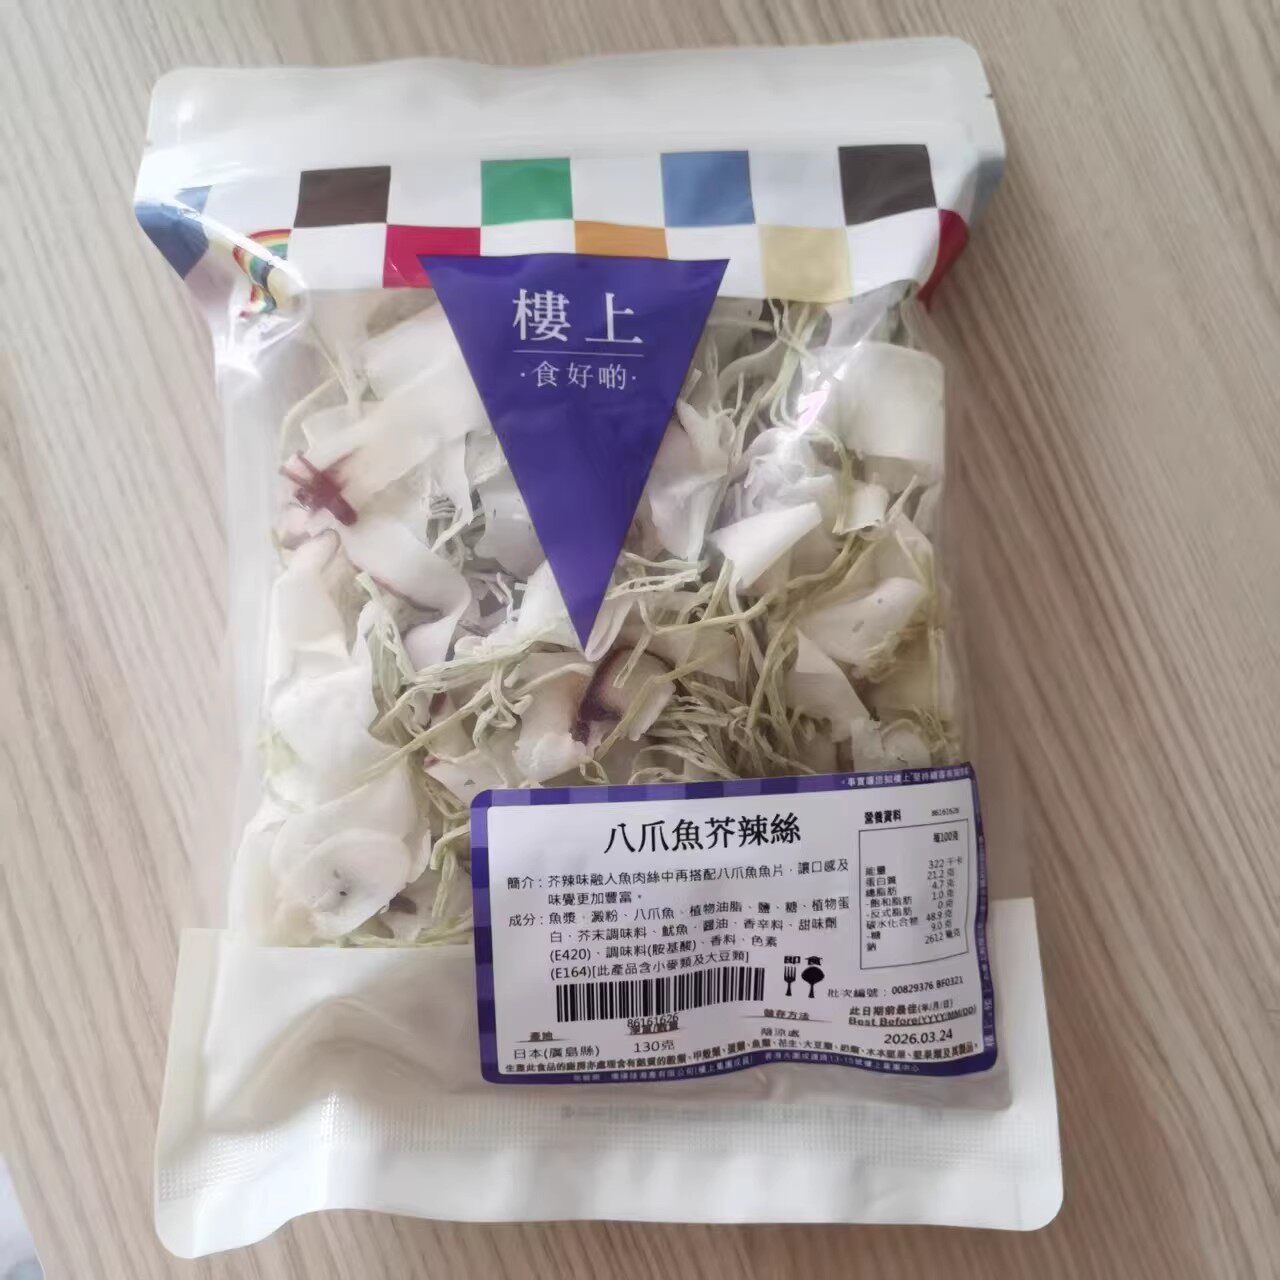 樓上
·食好啲·
八爪魚芥辣絲
簡介：芥辣味融入魚肉絲中再搭配八爪魚魚片，讓口感及
味覺更加豐富。
成分：魚漿、澱粉、八爪魚、植物油脂、鹽、糖、植物蛋
白、芥末調味料、魷魚、醬油、香辛料、甜味劑
(E420)、調味料(胺基酸)、香料、色素
(E164)[此產品含小麥類及大豆類]
86161626
產地
日本(廣島縣)
淨重/數量
130克
儲存方法
陰涼處
即食
批次編號：00829376 BF0321
此日期前最佳(年/月/日)
Best Before(YYYY/MM/DD)
2026.03.24
營養資料
86161626
每100克
能量 322 千卡
蛋白質 21.2 克
總脂肪 4.7 克
-飽和脂肪 1.0 克
-反式脂肪 0 克
碳水化合物 48.9 克
-糖 9.0 克
鈉 2612 毫克